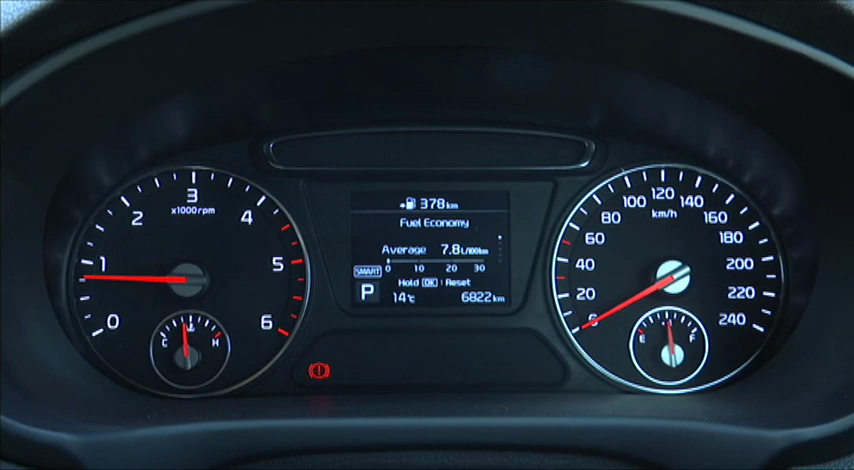 0
1
2
3
4
5
6
x1000rpm
C
H
378km
Fuel Economy
Average 7.8L/100km
0 10 20 30
SMART
Hold OK : Reset
P
14°C 6822km
20
40
60
80
100
120
140
160
180
200
220
240
km/h
E
F